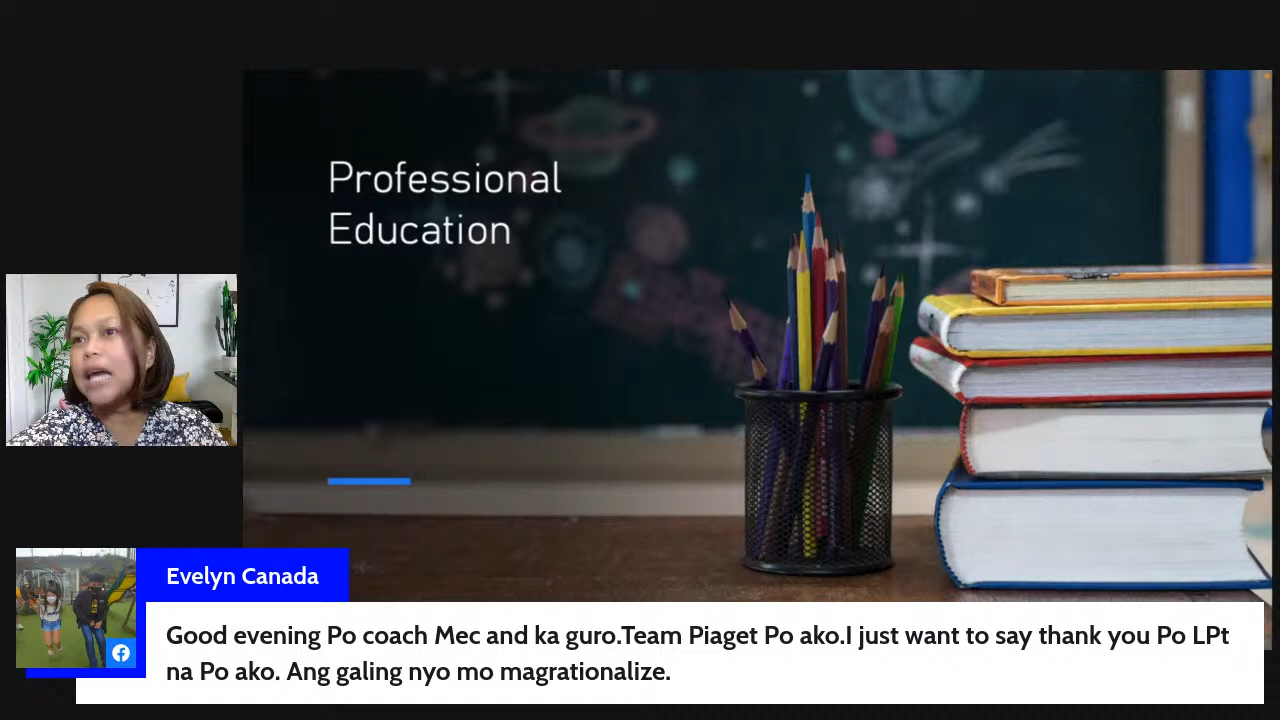 Professional
Education
Evelyn Canada
Good evening Po coach Mec and ka guro.Team Piaget Po ako.I just want to say thank you Po LPt
na Po ako. Ang galing nyo mo magrationalize.